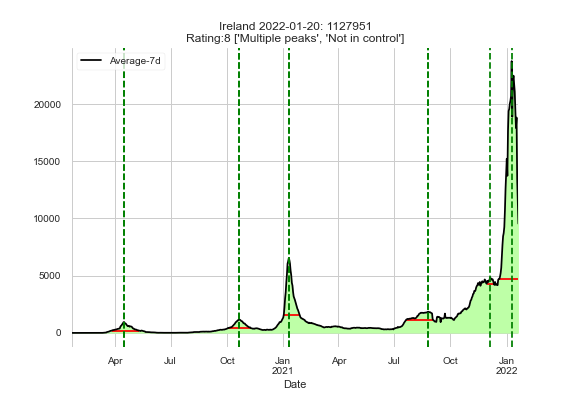 Ireland 2022-01-20: 1127951
Rating:8 ['Multiple peaks', 'Not in control']
Average-7d
20000
15000
10000
5000
0
Apr
Jul
Oct
Jan
2021
Apr
Jul
Oct
Jan
2022
Date